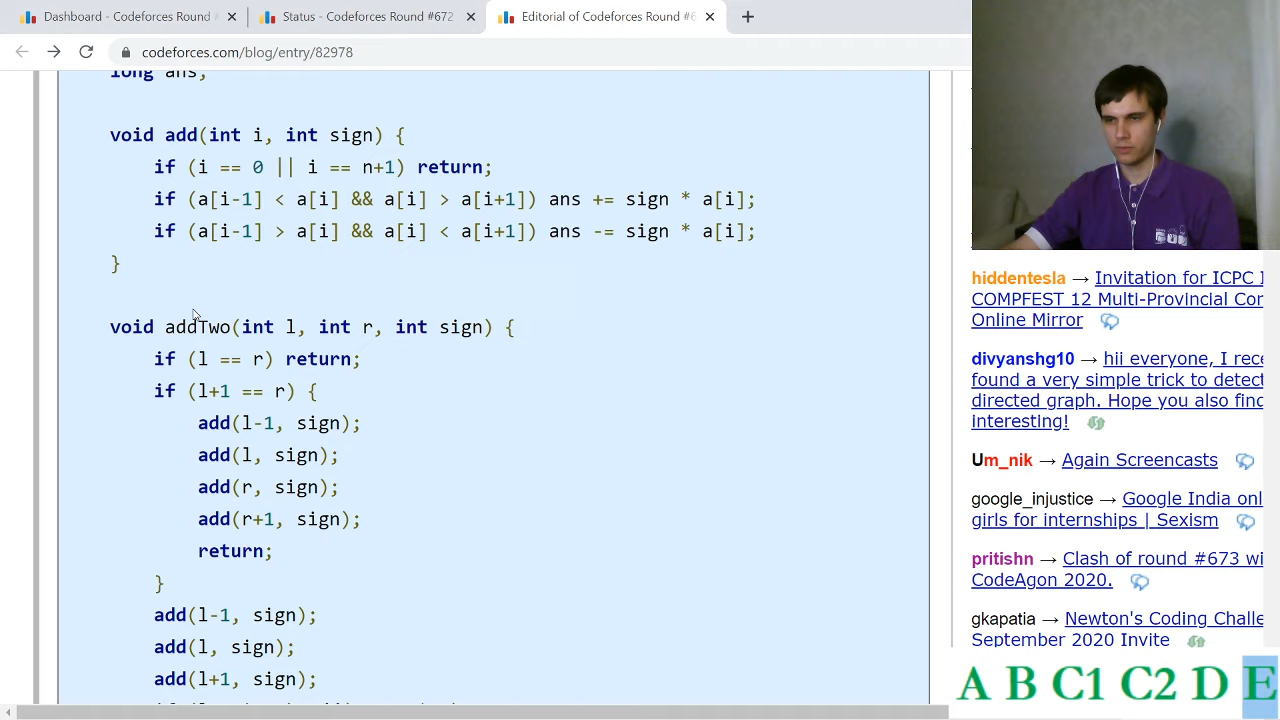 Dashboard - Codeforces Round
Status - Codeforces Round #672
Editorial of Codeforces Round #6
codeforces.com/blog/entry/82978
long ans;
void add(int i, int sign) {
if (i == 0 || i == n+1) return;
if (a[i-1] < a[i] && a[i] > a[i+1]) ans += sign * a[i];
if (a[i-1] > a[i] && a[i] < a[i+1]) ans -= sign * a[i];
}
void addTwo(int l, int r, int sign) {
if (l == r) return;
if (l+1 == r) {
add(l-1, sign);
add(l, sign);
add(r, sign);
add(r+1, sign);
return;
}
add(l-1, sign);
add(l, sign);
add(l+1, sign);
hiddentesla → Invitation for ICPC
COMPFEST 12 Multi-Provincial Con
Online Mirror
divyanshg10 → hii everyone, I rece
found a very simple trick to detect
directed graph. Hope you also find
interesting!
Um_nik → Again Screencasts
google_injustice → Google India onl
girls for internships | Sexism
pritishn → Clash of round #673 wi
CodeAgon 2020.
gkapatia → Newton's Coding Challe
September 2020 Invite
A B C1 C2 D E